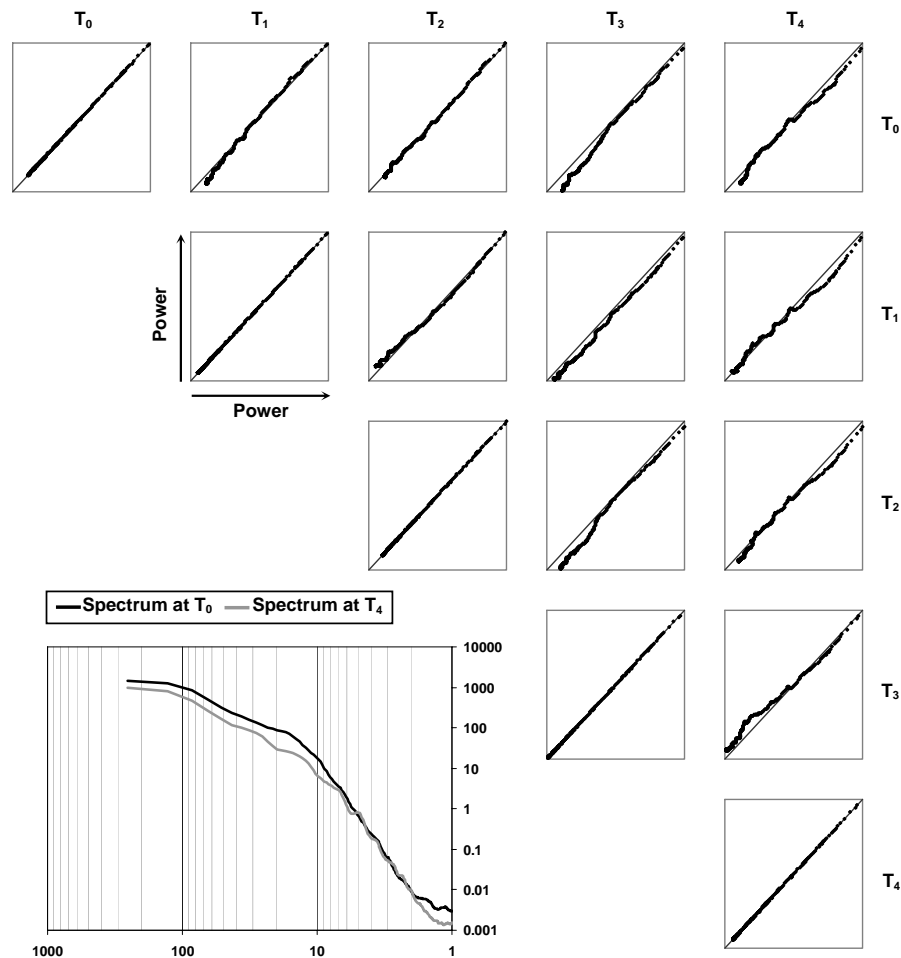 T₀ T₁ T₂ T₃ T₄
T₀
Power
T₁
Power
T₂
Spectrum at T₀ Spectrum at T₄
10000
1000
100
T₃
10
1
0.1
T₄
0.01
0.001
1000 100 10 1